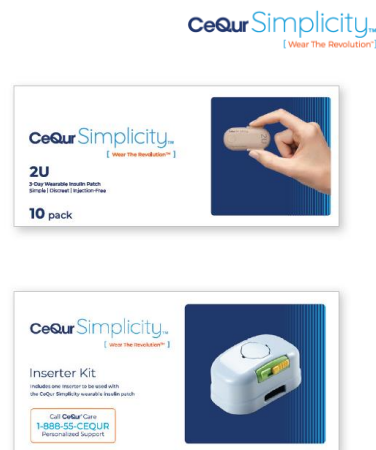 CeQur Simplicity™
[ Wear The Revolution™ ]
CeQur Simplicity™
[ Wear The Revolution™ ]
2U
3-Day Wearable Insulin Patch
Simple | Discreet | Injection-Free
10 pack
CeQur Simplicity™
[ Wear The Revolution™ ]
Inserter Kit
Includes one inserter to be used with
the CeQur Simplicity wearable insulin patch
Call CeQur® Care
1-888-55-CEQUR
Personalized Support